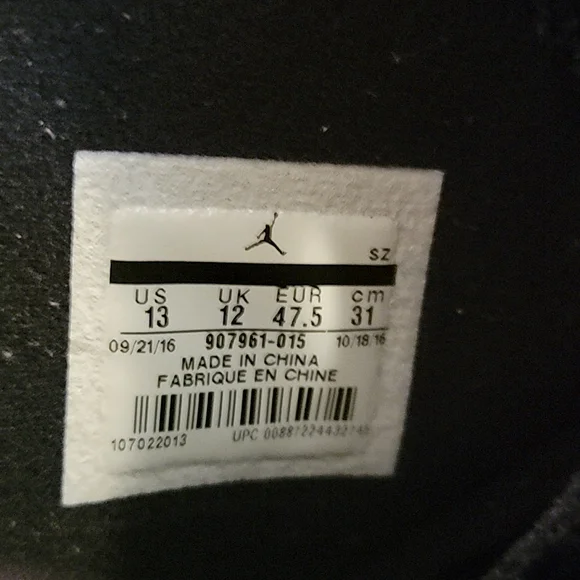 SZ
US UK EUR cm
13 12 47.5 31
09/21/16 907961-015 10/18/16
MADE IN CHINA
FABRIQUE EN CHINE
107022013 UPC